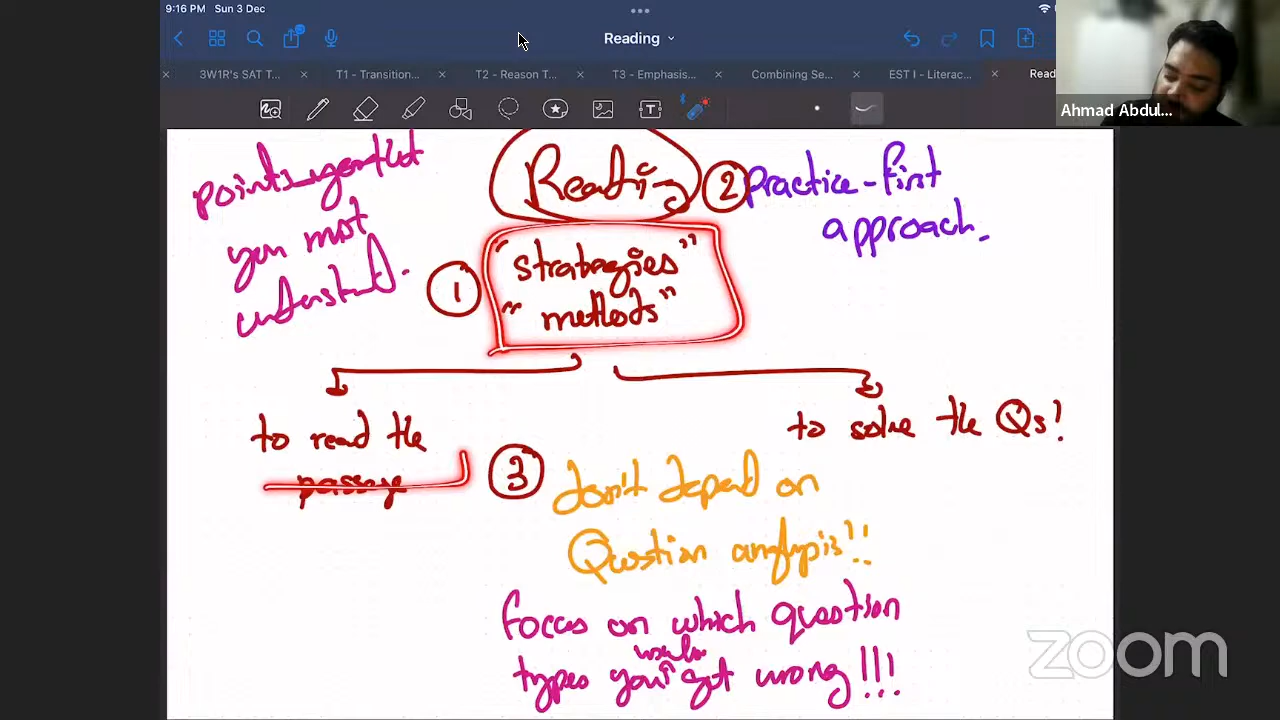 9:16 PM Sun 3 Dec
Reading
3W1R's SAT T...
T1 - Transition...
T2 - Reason T...
T3 - Emphasis...
Combining Se...
EST I - Literac...
Read
Ahmad Abdul...
points
you must
understand.
Reading
② practice-first
approach.
① "strategies"
"methods"
to read the
passage
to solve the Qs!
③ don't depend on
Question analysis!!
focus on which question
types you usually get wrong!!!
zoom